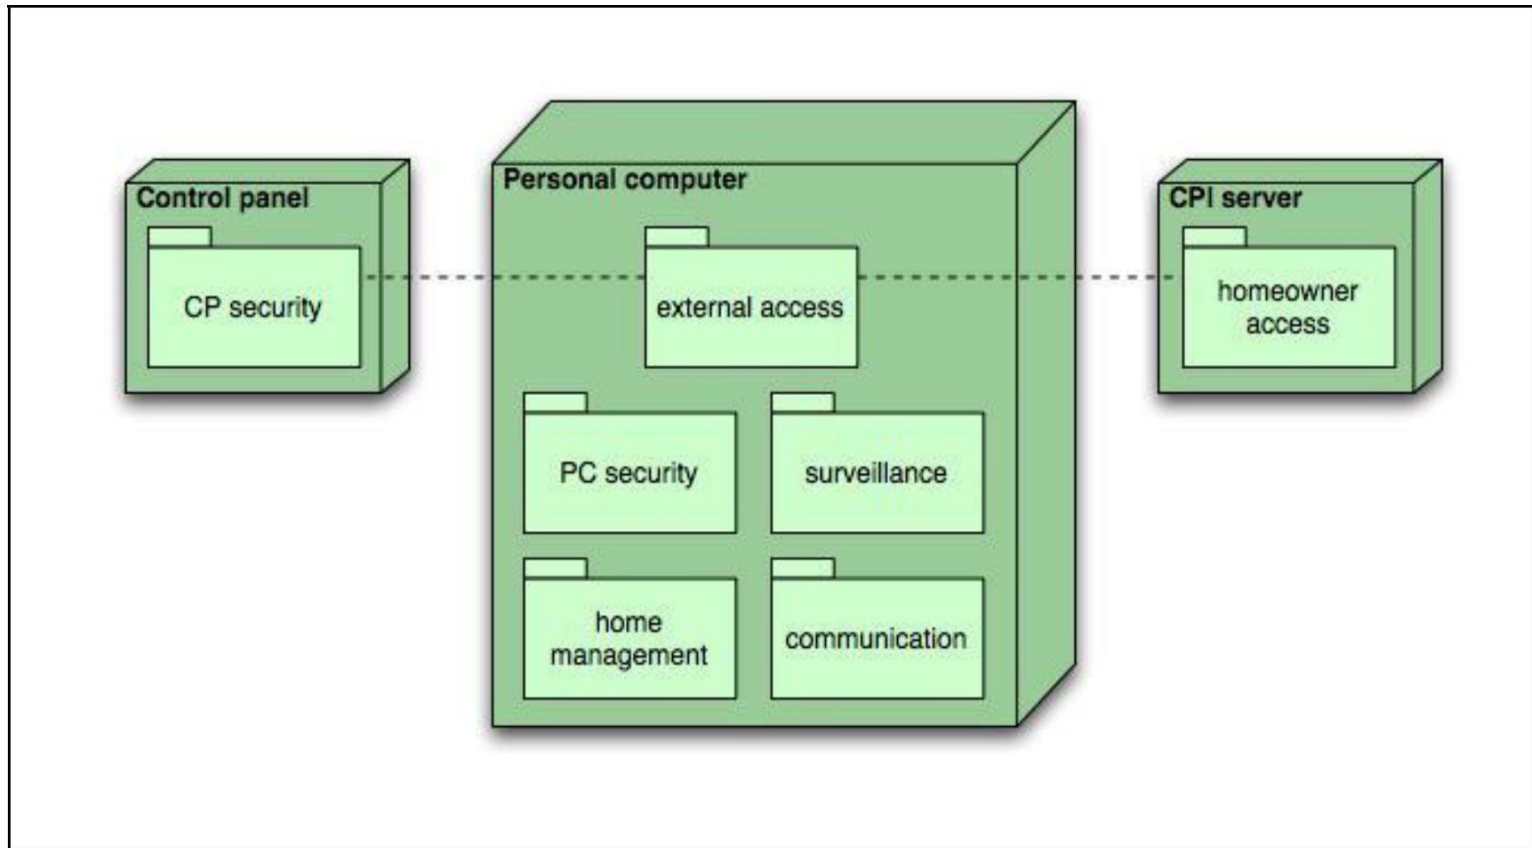 Control panel
CP security
Personal computer
external access
PC security
surveillance
home
management
communication
CPI server
homeowner
access